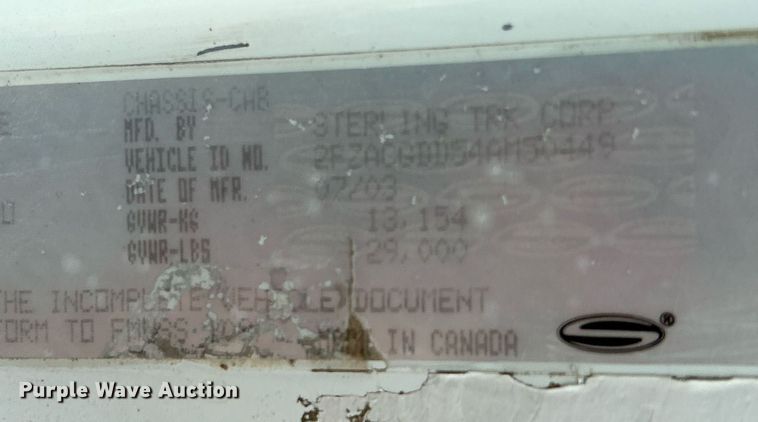 CHASSIS-CAB
MFD. BY STERLING TRK CORP.
VEHICLE ID NO. 2FZACGBD54AM50449
DATE OF MFR. 07/03
GVWR-KG 13,154
GVWR-LBS 29,000
THE INCOMPLETE VEHICLE DOCUMENT
FORM TO FMVSS
MADE IN CANADA
®
Purple Wave Auction